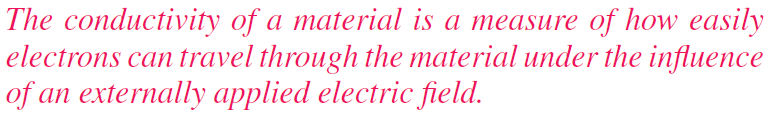 The conductivity of a material is a measure of how easily
electrons can travel through the material under the influence
of an externally applied electric field.